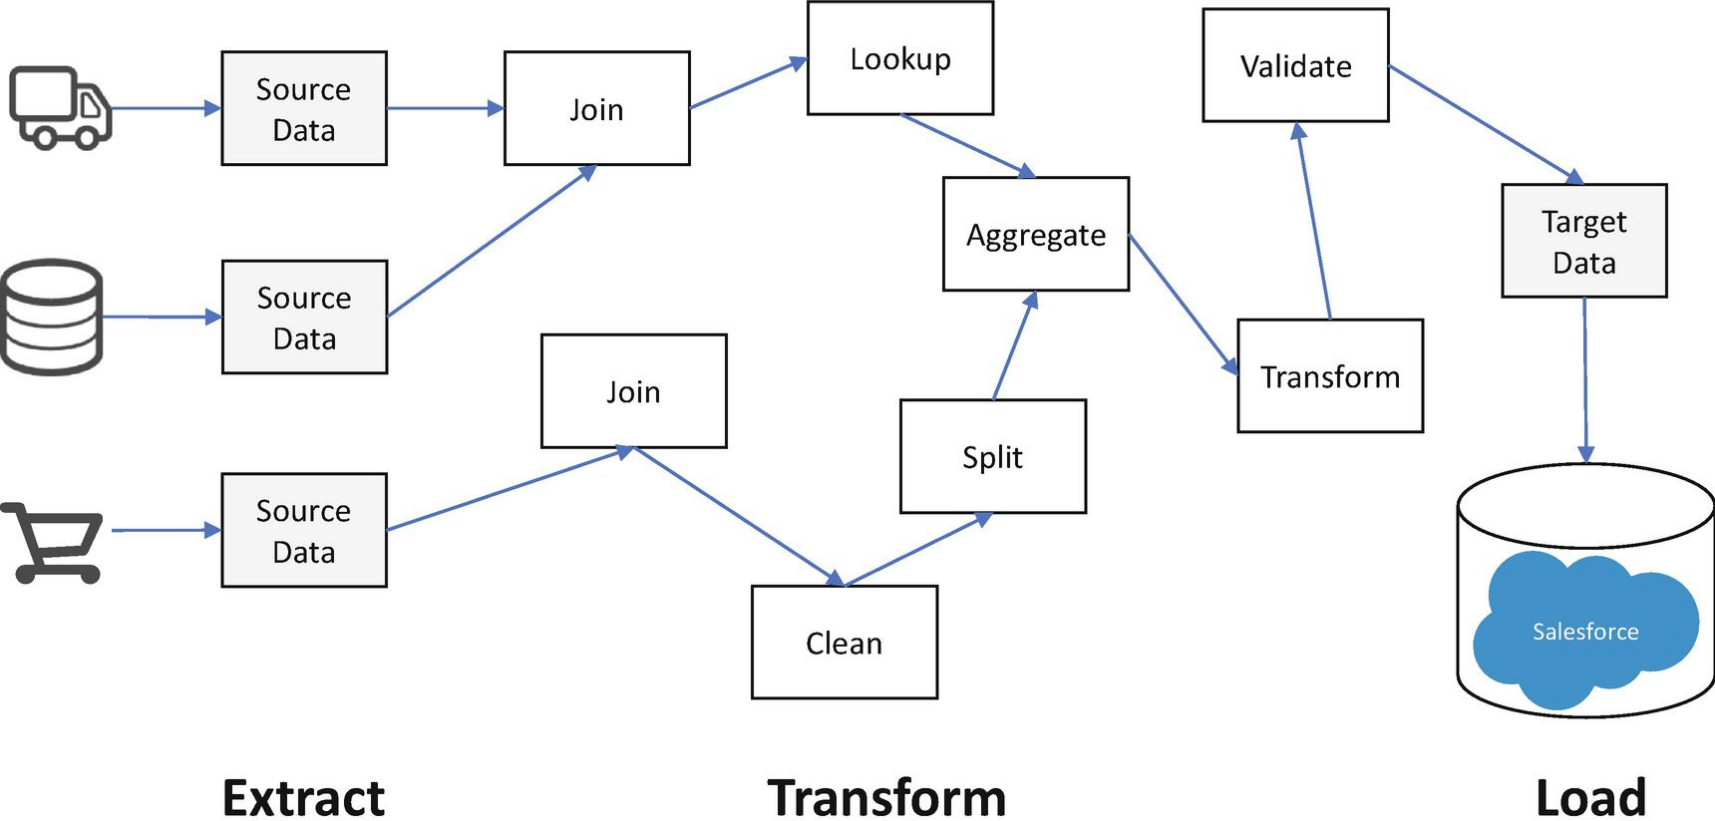 Source
Data
Join
Lookup
Validate
Aggregate
Target
Data
Source
Data
Join
Transform
Split
Source
Data
Clean
Salesforce
Extract
Transform
Load